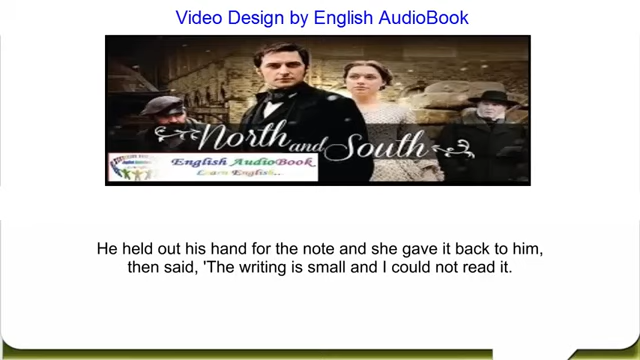 Video Design by English AudioBook
North and South
English AudioBook
Learn English...
He held out his hand for the note and she gave it back to him,
then said, 'The writing is small and I could not read it.